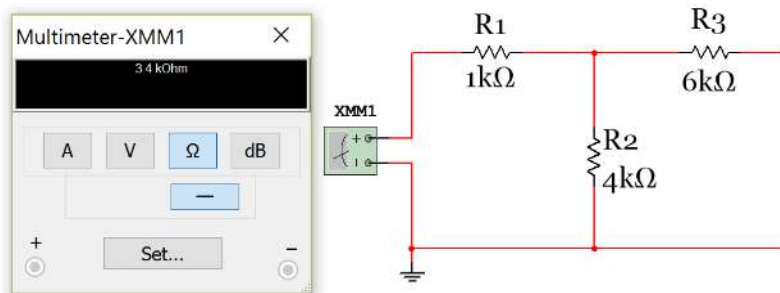 Multimeter-XMM1
3.4 kOhm
A V Ω dB
Set...
+ −
XMM1
+
−
R1
1kΩ
R3
6kΩ
R2
4kΩ